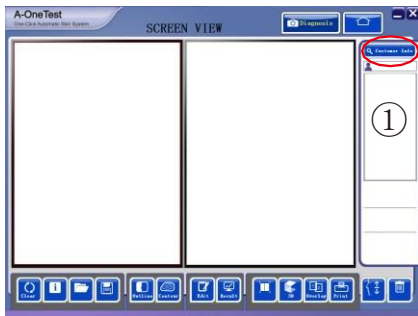 A-OneTest
One-Click Automatic Skin System
SCREEN VIEW
Diagnosis
Customer Info
①
Clear
Outline
Contour
Edit
Result
3D
Overlap
Print